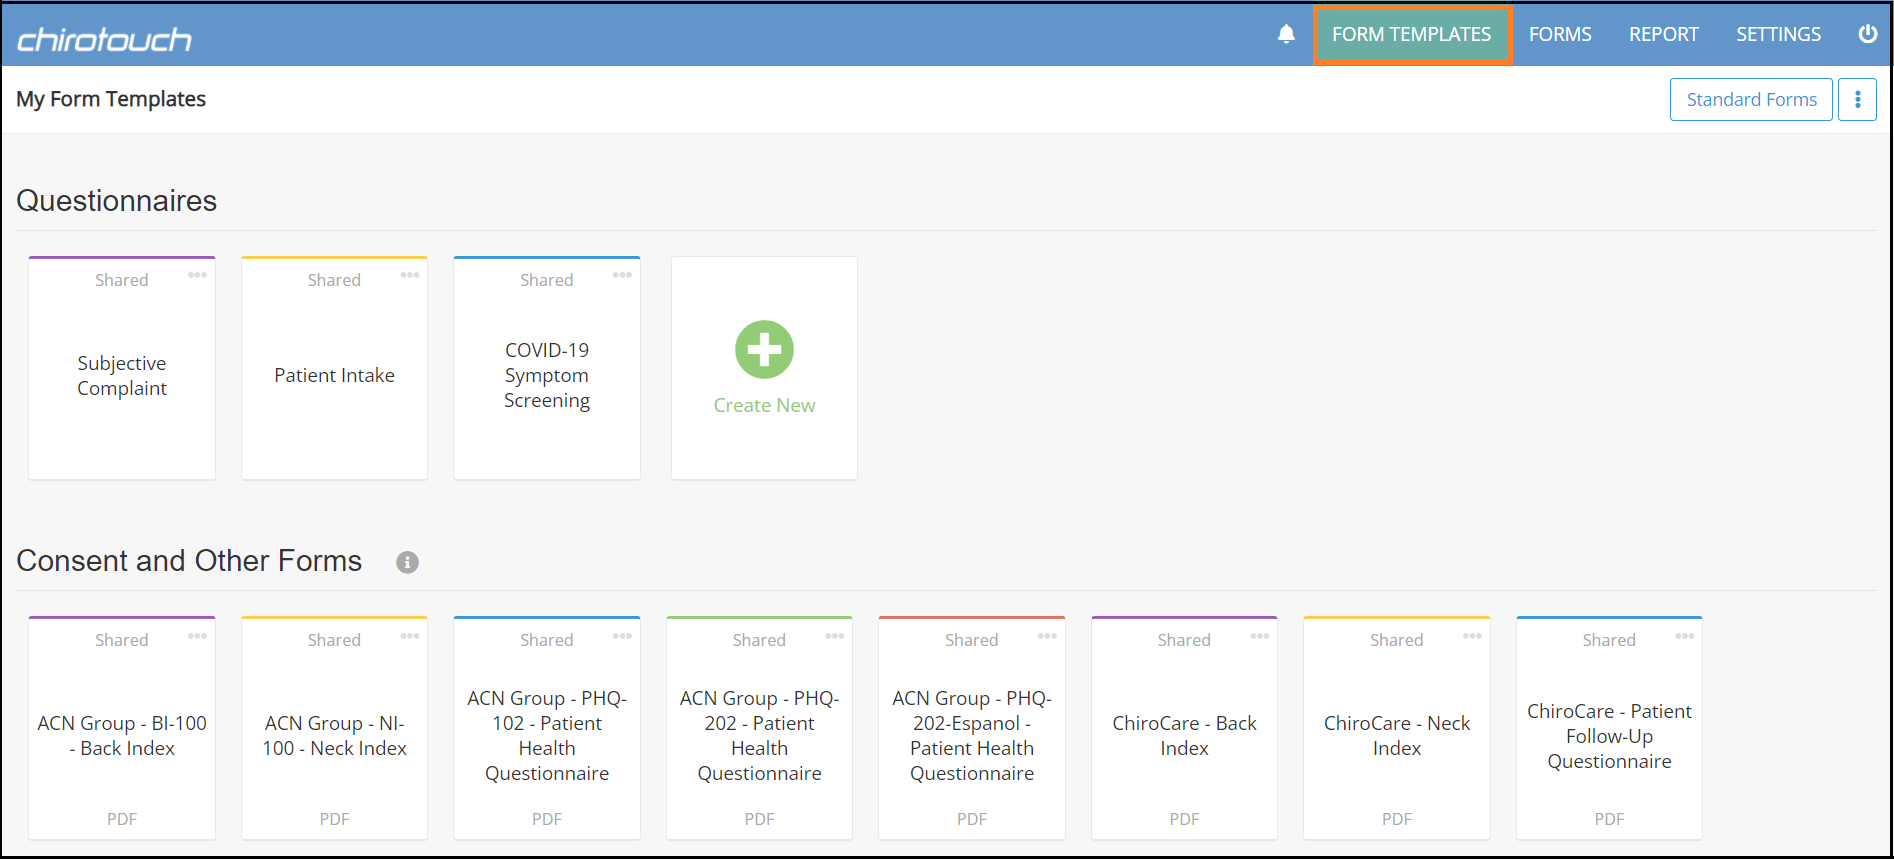 chirotouch
FORM TEMPLATES
FORMS
REPORT
SETTINGS
My Form Templates
Standard Forms
Questionnaires
Shared
Subjective
Complaint
Shared
Patient Intake
Shared
COVID-19
Symptom
Screening
Create New
Consent and Other Forms
Shared
ACN Group - BI-100
- Back Index
PDF
Shared
ACN Group - NI-
100 - Neck Index
PDF
Shared
ACN Group - PHQ-
102 - Patient
Health
Questionnaire
PDF
Shared
ACN Group - PHQ-
202 - Patient
Health
Questionnaire
PDF
Shared
ACN Group - PHQ-
202-Espanol -
Patient Health
Questionnaire
PDF
Shared
ChiroCare - Back
Index
PDF
Shared
ChiroCare - Neck
Index
PDF
Shared
ChiroCare - Patient
Follow-Up
Questionnaire
PDF